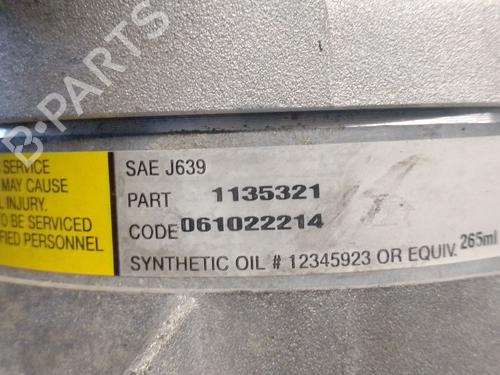 B-PARTS
SERVICE
MAY CAUSE
INJURY.
TO BE SERVICED
PERSONNEL
SAE J639
PART 1135321
CODE 061022214
SYNTHETIC OIL # 12345923 OR EQUIV. 265ml